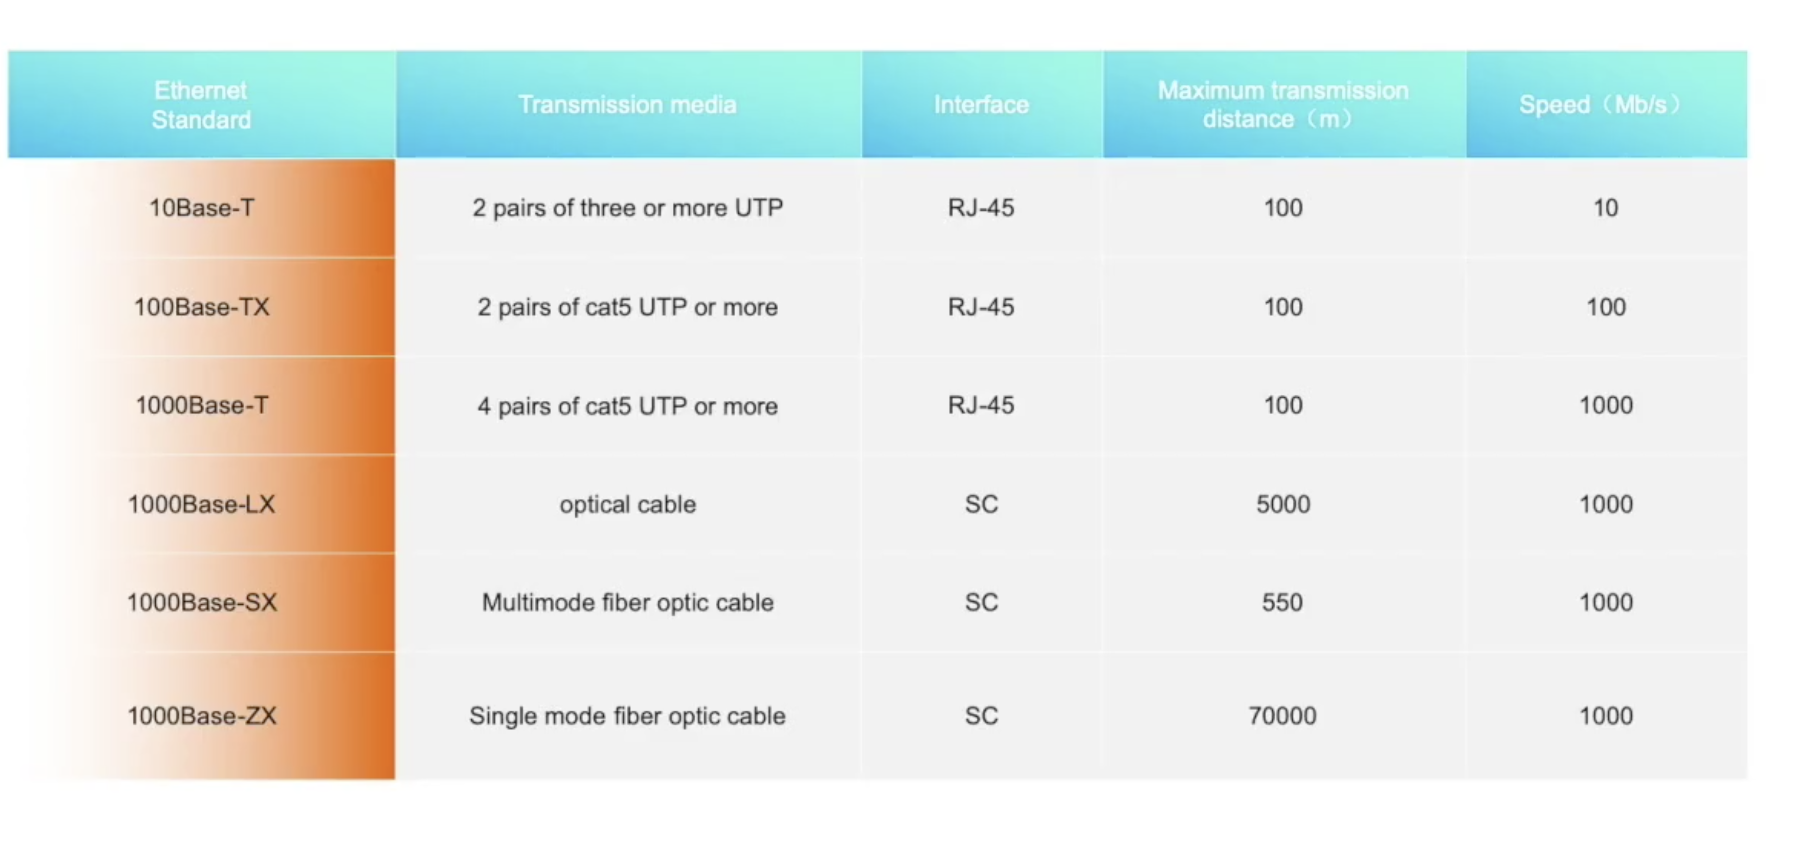 Ethernet
Standard
Transmission media
Interface
Maximum transmission
distance（m）
Speed（Mb/s）
10Base-T
2 pairs of three or more UTP
RJ-45
100
10
100Base-TX
2 pairs of cat5 UTP or more
RJ-45
100
100
1000Base-T
4 pairs of cat5 UTP or more
RJ-45
100
1000
1000Base-LX
optical cable
SC
5000
1000
1000Base-SX
Multimode fiber optic cable
SC
550
1000
1000Base-ZX
Single mode fiber optic cable
SC
70000
1000